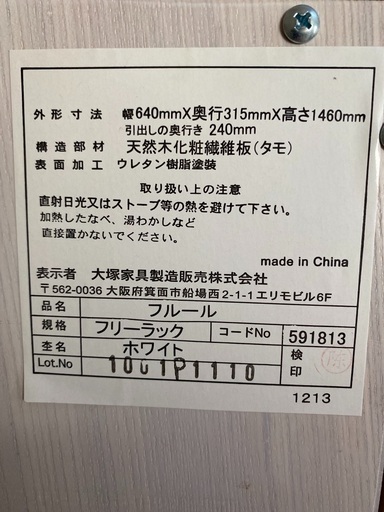 外形寸法 幅640mmX奥行315mmX高さ1460mm
引出しの奥行き 240mm
構造部材 天然木化粧繊維板(タモ)
表面加工 ウレタン樹脂塗装
取り扱い上の注意
直射日光又はストーブ等の熱を避けて下さい。
加熱したなべ、湯わかしなど
直接置かないでください。
made in China
表示者 大塚家具製造販売株式会社
〒562-0036 大阪府箕面市船場西2-1-1エリモビル6F
品名 フルール
規格 フリーラック コードNo 591813
杢名 ホワイト 検印
Lot.No
1213